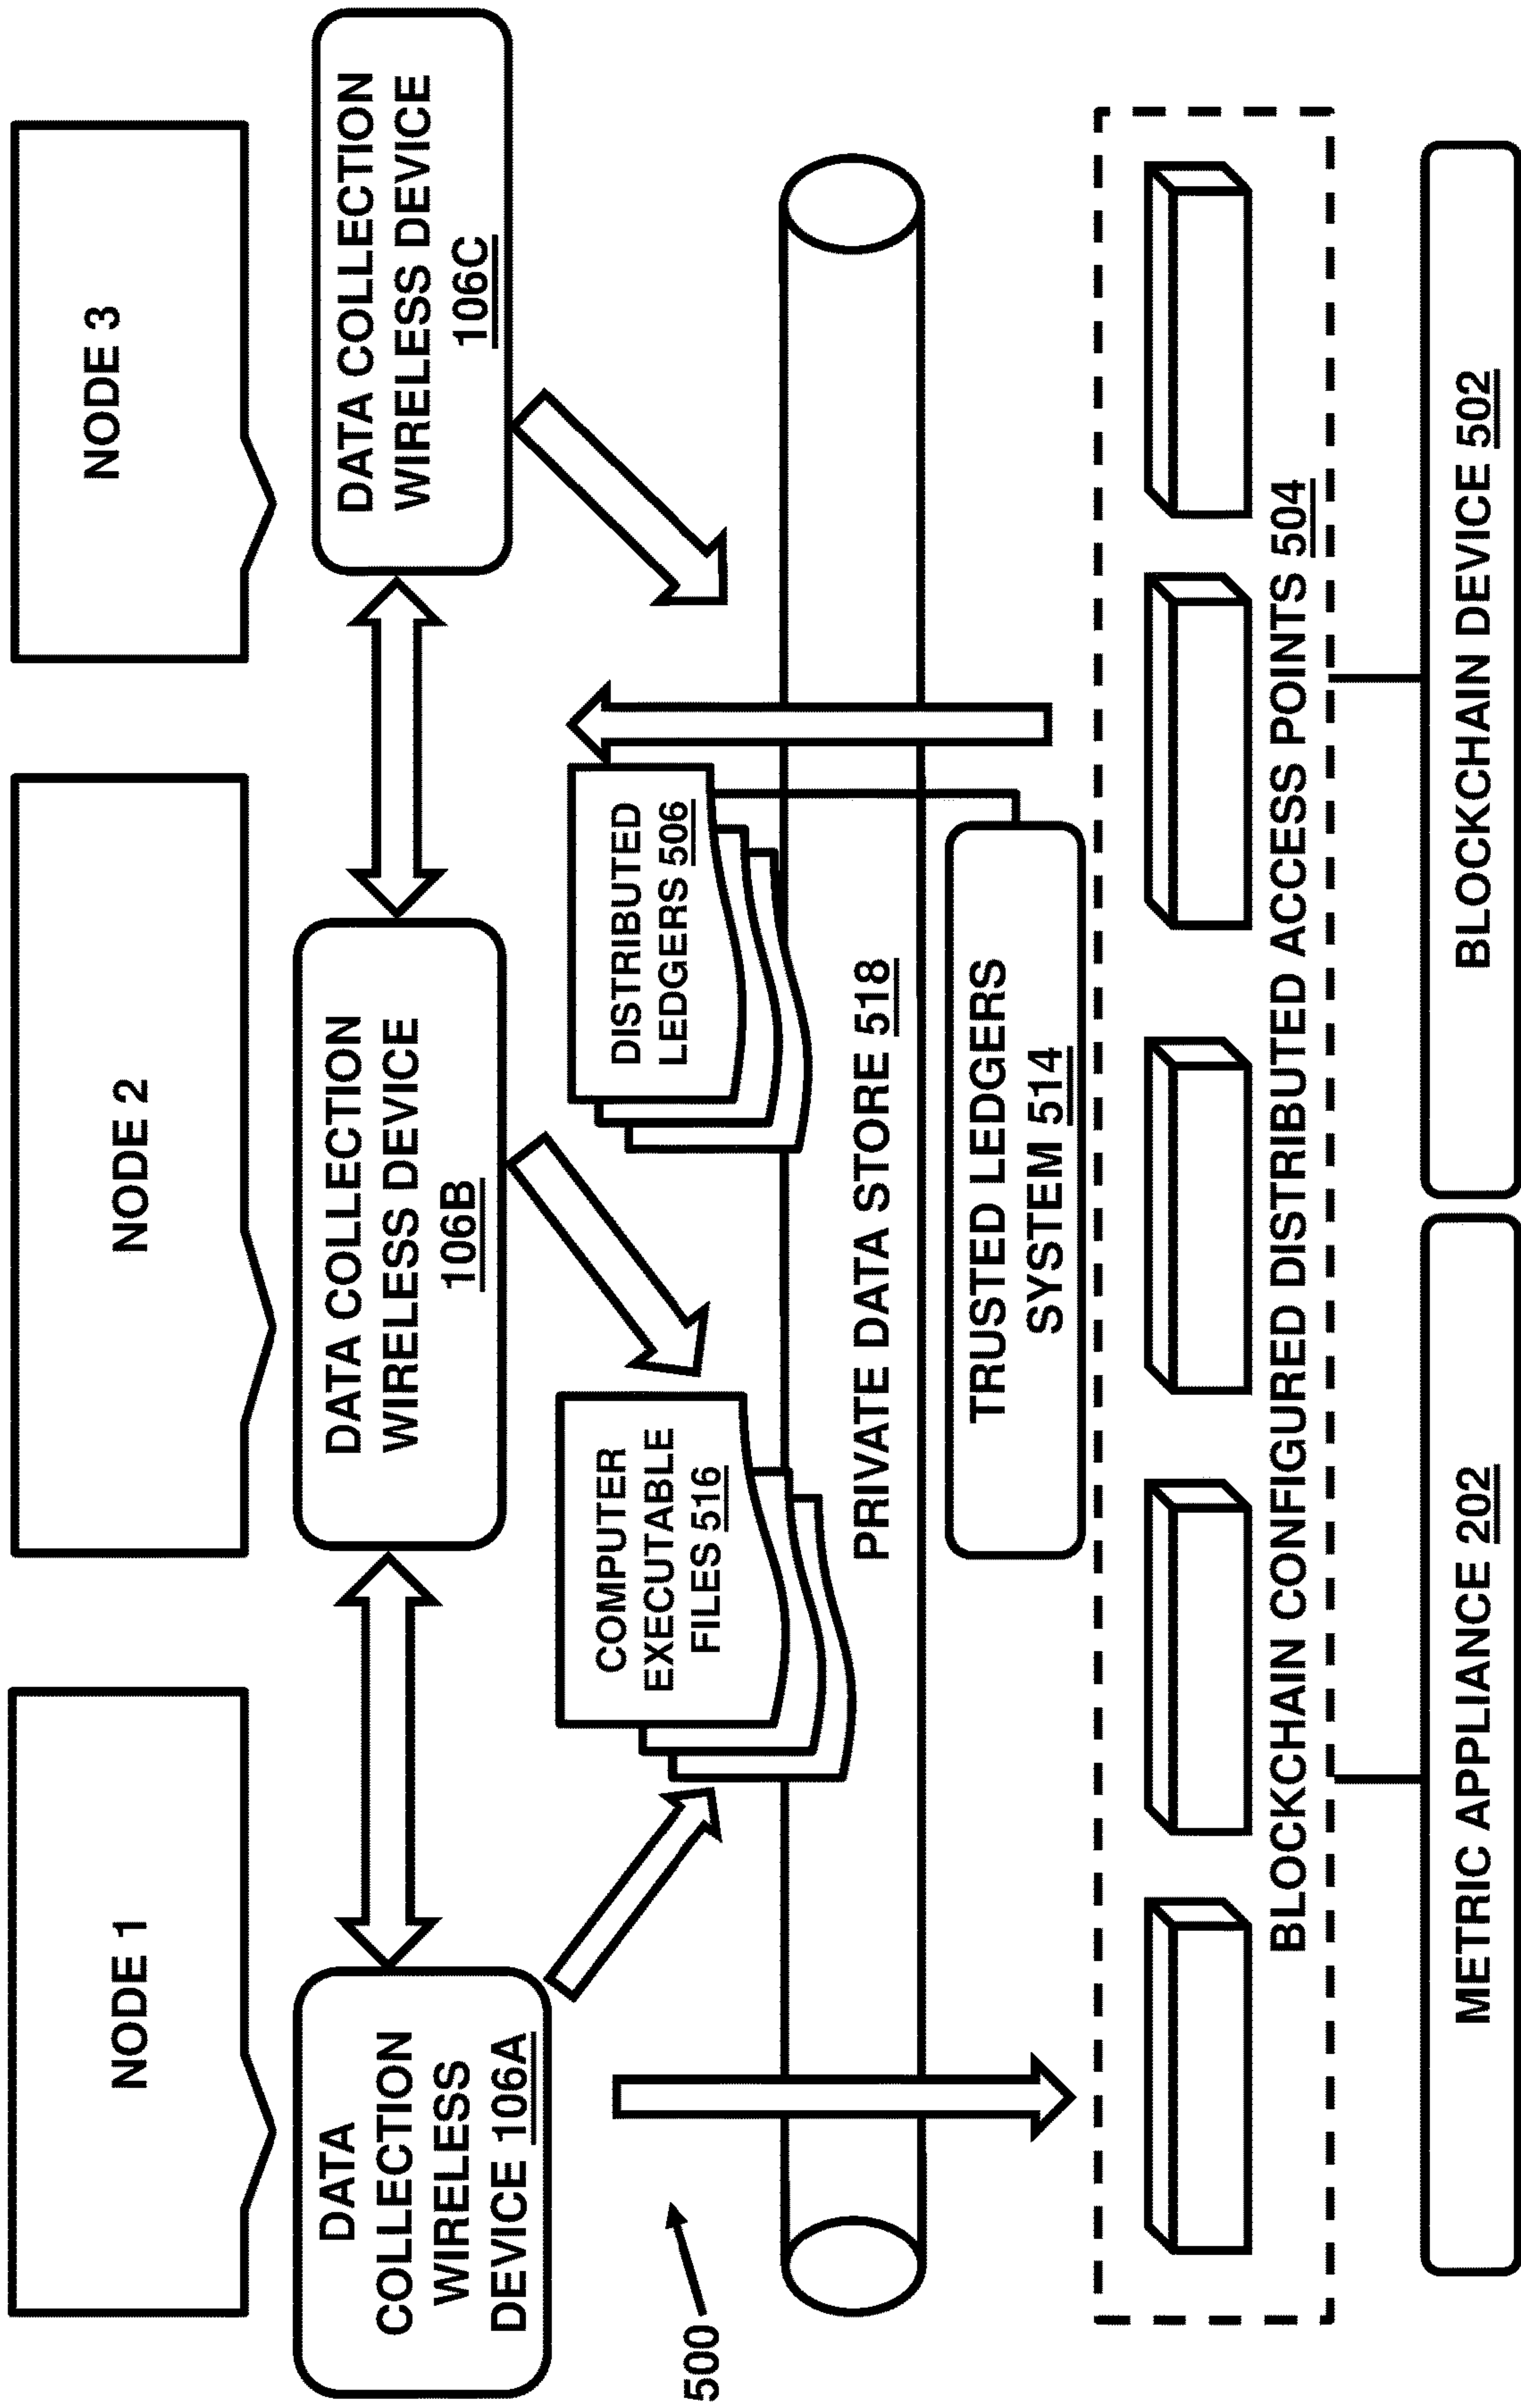 NODE 1
NODE 2
NODE 3
DATA
COLLECTION
WIRELESS
DEVICE 106A
DATA COLLECTION
WIRELESS DEVICE
106B
DATA COLLECTION
WIRELESS DEVICE
106C
COMPUTER
EXECUTABLE
FILES 516
DISTRIBUTED
LEDGERS 506
500
PRIVATE DATA STORE 518
TRUSTED LEDGERS
SYSTEM 514
BLOCKCHAIN CONFIGURED DISTRIBUTED ACCESS POINTS 504
METRIC APPLIANCE 202
BLOCKCHAIN DEVICE 502